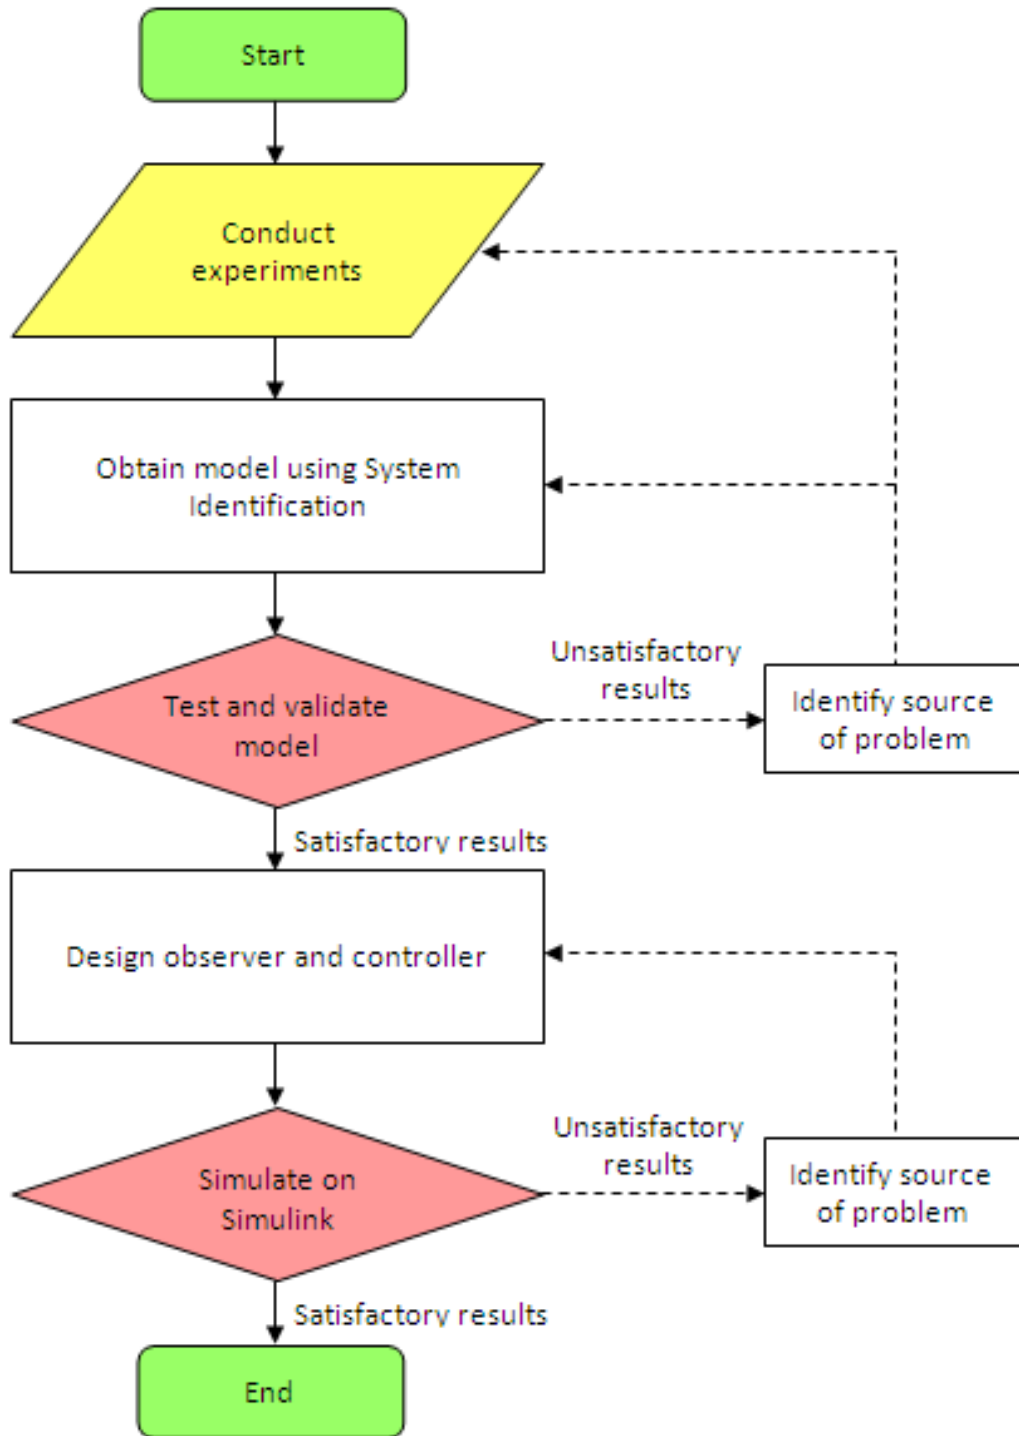 Start
Conduct
experiments
Obtain model using System
Identification
Test and validate
model
Unsatisfactory
results
Identify source
of problem
Satisfactory results
Design observer and controller
Simulate on
Simulink
Unsatisfactory
results
Identify source
of problem
Satisfactory results
End